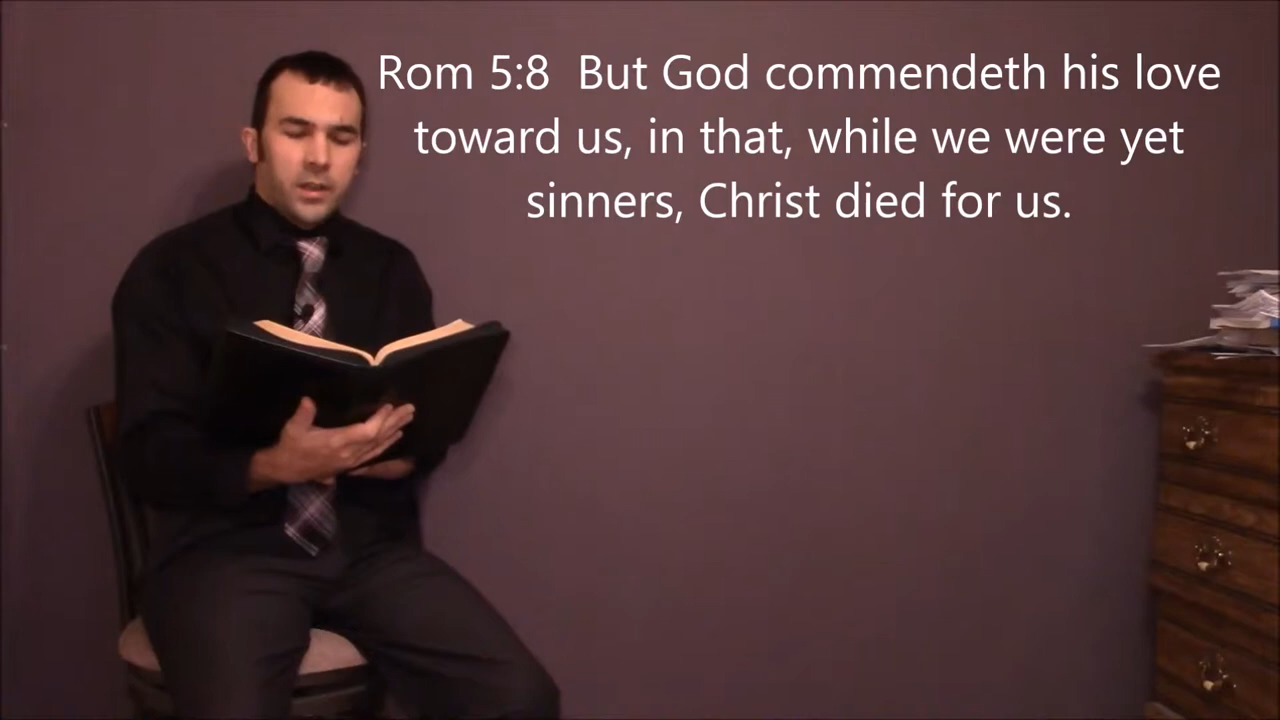 Rom 5:8  But God commendeth his love
toward us, in that, while we were yet
sinners, Christ died for us.